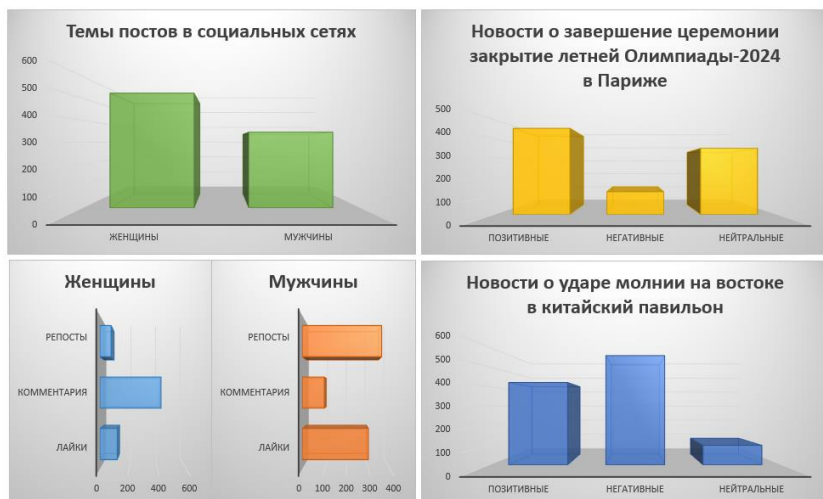 Темы постов в социальных сетях
600
500
400
300
200
100
0
ЖЕНЩИНЫ
МУЖЧИНЫ
Новости о завершение церемонии
закрытие летней Олимпиады-2024
в Париже
500
400
300
200
100
0
ПОЗИТИВНЫЕ
НЕГАТИВНЫЕ
НЕЙТРАЛЬНЫЕ
Женщины
РЕПОСТЫ
КОММЕНТАРИЯ
ЛАЙКИ
0 200 400 600
Мужчины
РЕПОСТЫ
КОММЕНТАРИЯ
ЛАЙКИ
0 100 200 300 400
Новости о ударе молнии на востоке
в китайский павильон
600
500
400
300
200
100
0
ПОЗИТИВНЫЕ
НЕГАТИВНЫЕ
НЕЙТРАЛЬНЫЕ